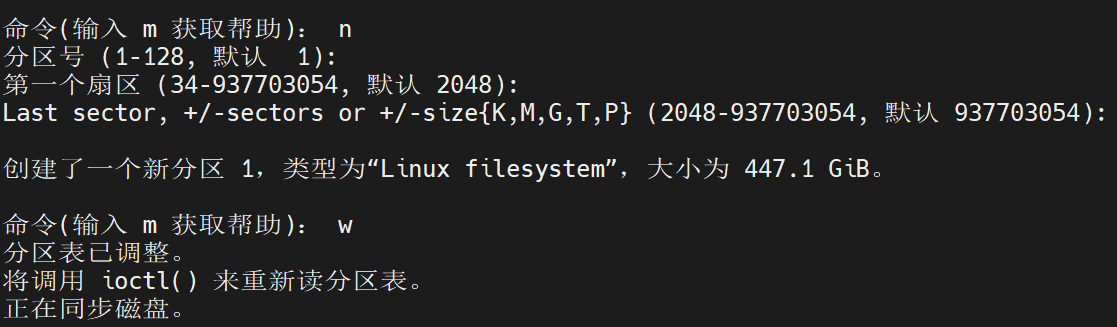 命令(输入 m 获取帮助)： n
分区号 (1-128, 默认  1):
第一个扇区 (34-937703054, 默认 2048):
Last sector, +/-sectors or +/-size{K,M,G,T,P} (2048-937703054, 默认 937703054):
创建了一个新分区 1，类型为“Linux filesystem”，大小为 447.1 GiB。
命令(输入 m 获取帮助)： w
分区表已调整。
将调用 ioctl() 来重新读分区表。
正在同步磁盘。